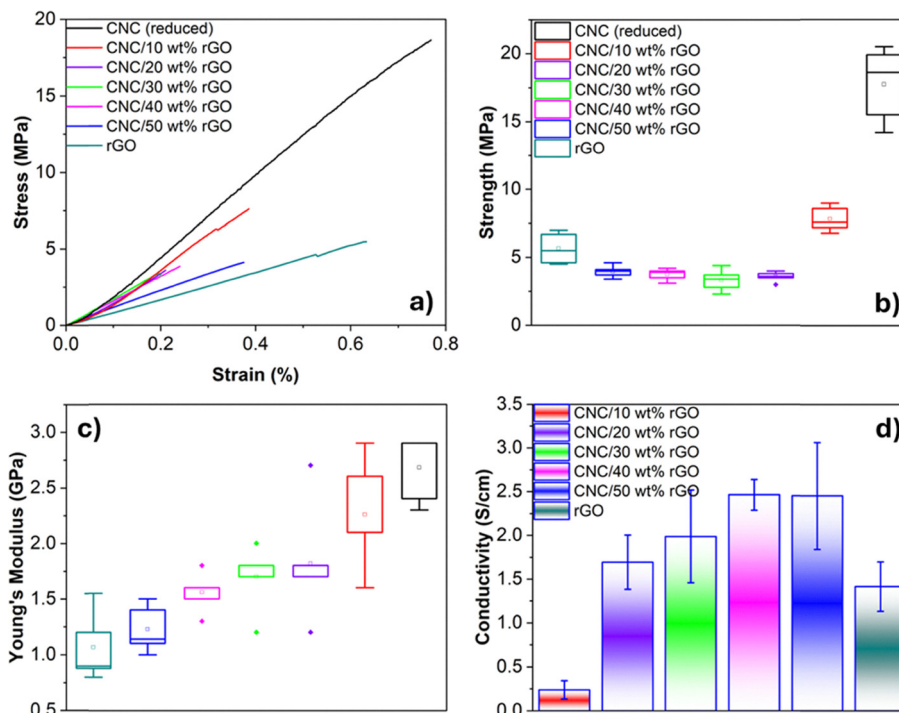 CNC (reduced)
CNC/10 wt% rGO
CNC/20 wt% rGO
CNC/30 wt% rGO
CNC/40 wt% rGO
CNC/50 wt% rGO
rGO
20
15
10
5
0
Stress (MPa)
0.0
0.2
0.4
0.6
0.8
Strain (%)
a)
CNC (reduced)
CNC/10 wt% rGO
CNC/20 wt% rGO
CNC/30 wt% rGO
CNC/40 wt% rGO
CNC/50 wt% rGO
rGO
20
15
10
5
0
Strength (MPa)
b)
c)
3.0
2.5
2.0
1.5
1.0
0.5
Young's Modulus (GPa)
CNC/10 wt% rGO
CNC/20 wt% rGO
CNC/30 wt% rGO
CNC/40 wt% rGO
CNC/50 wt% rGO
rGO
3.5
3.0
2.5
2.0
1.5
1.0
0.5
0.0
Conductivity (S/cm)
d)